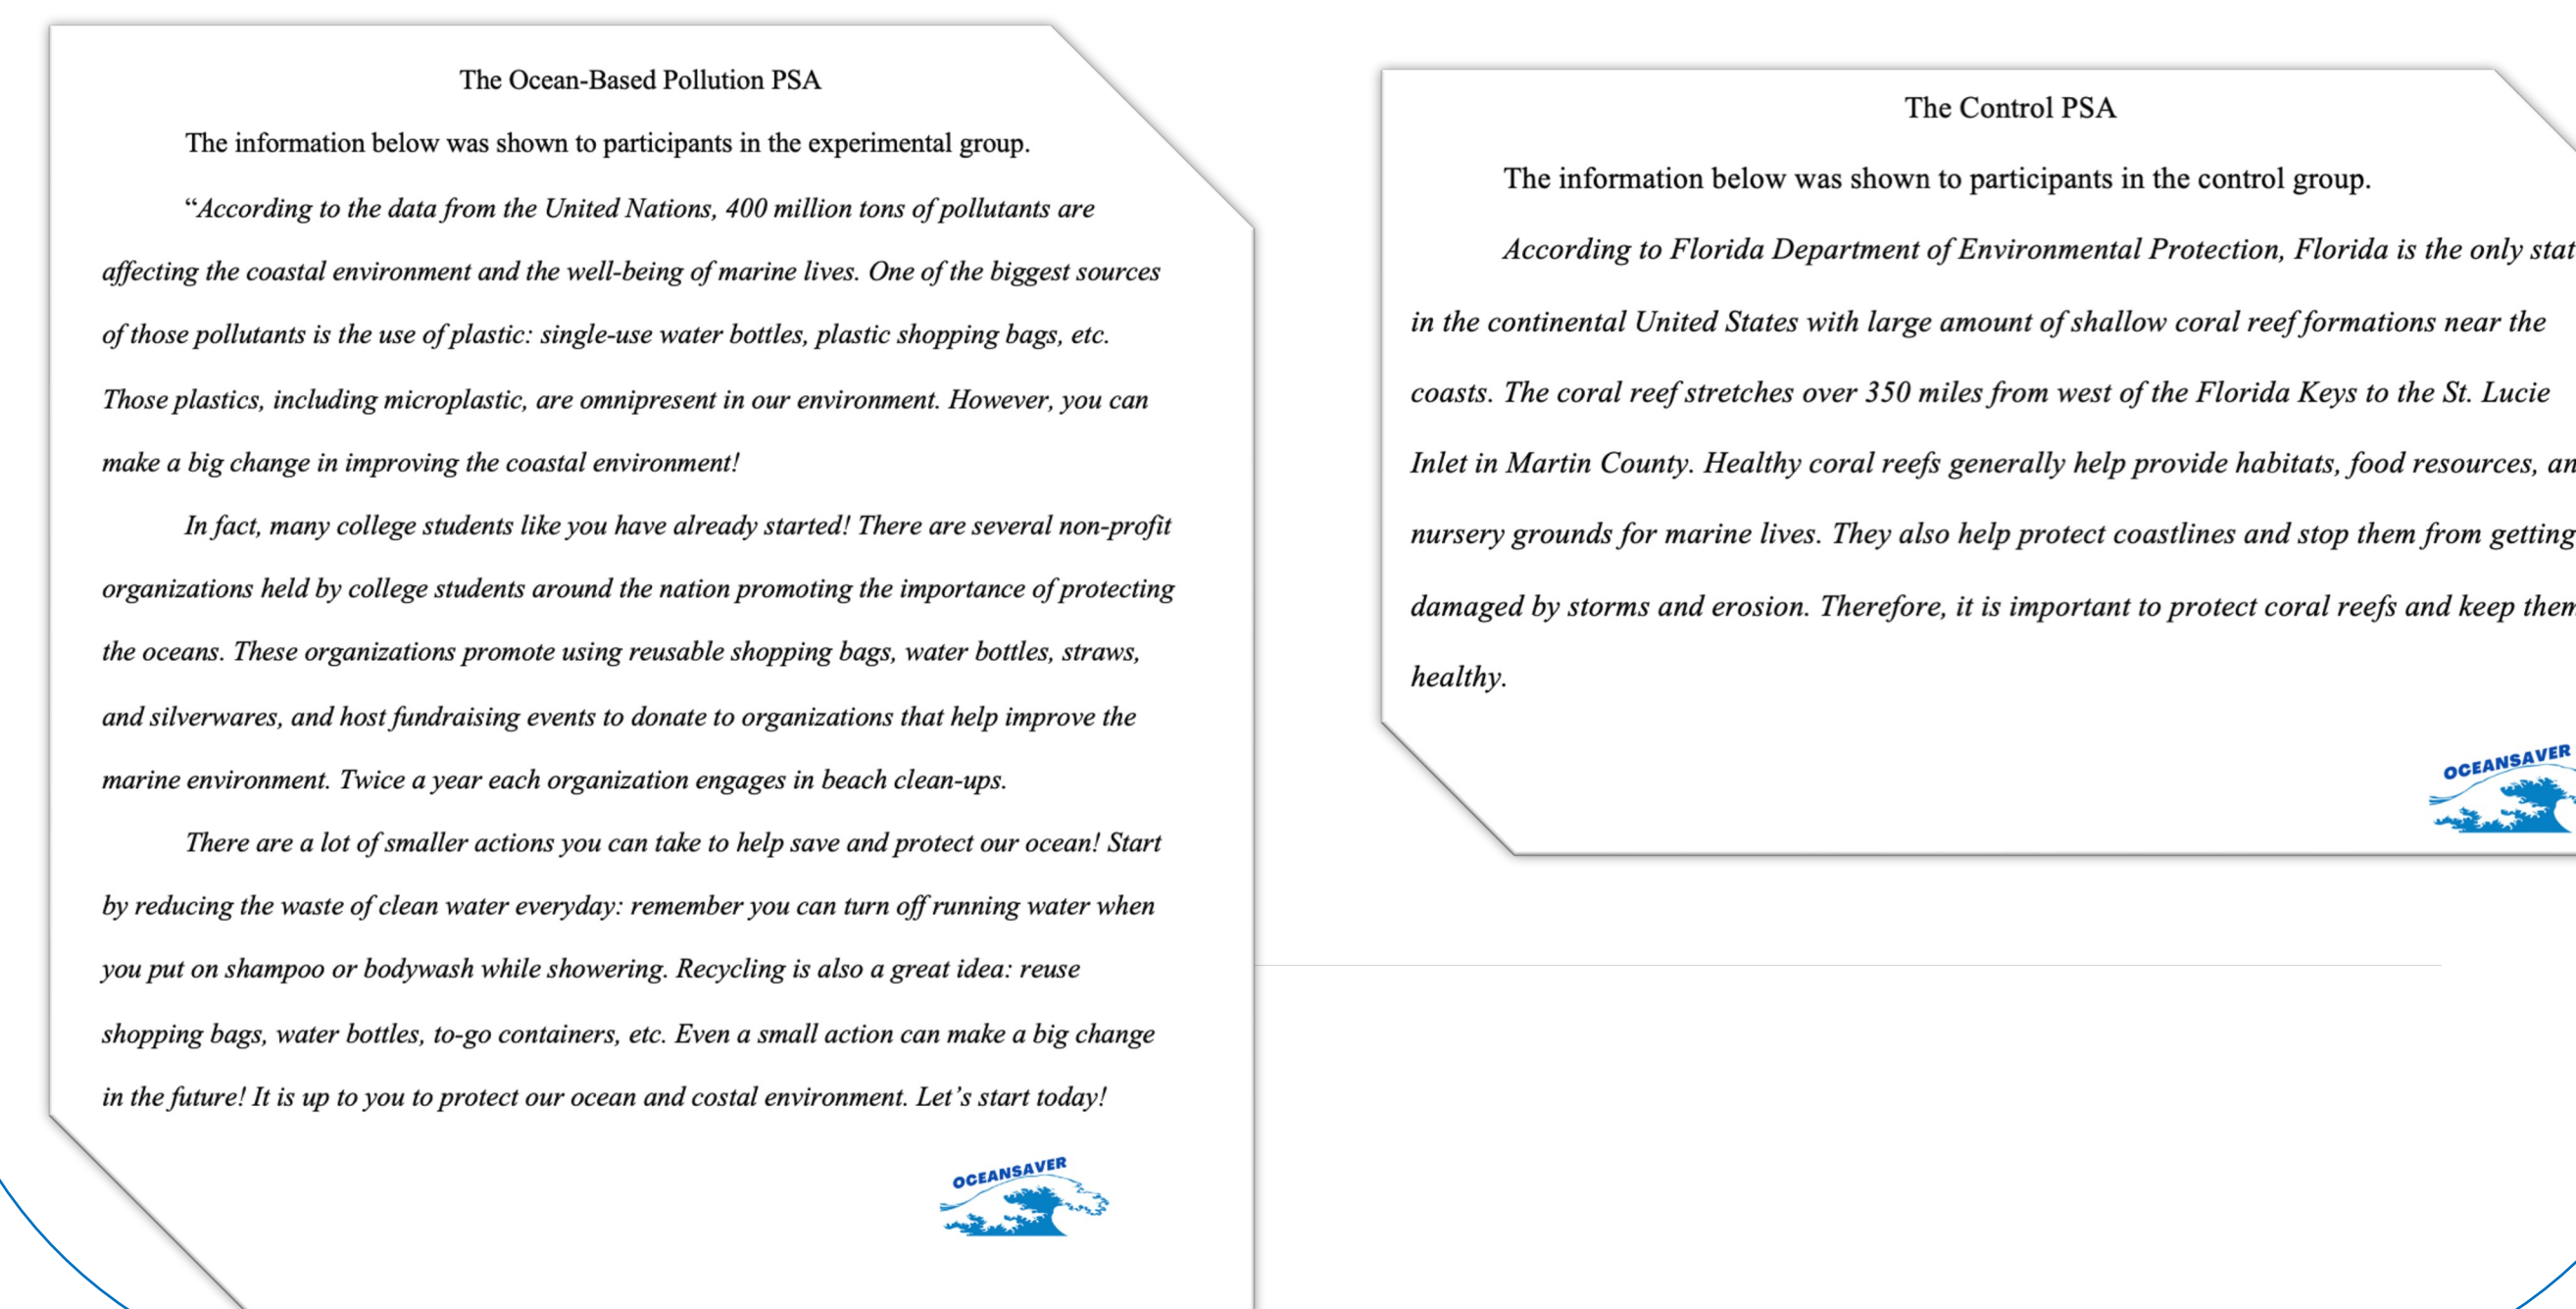 The Ocean-Based Pollution PSA
The information below was shown to participants in the experimental group.
“According to the data from the United Nations, 400 million tons of pollutants are
affecting the coastal environment and the well-being of marine lives. One of the biggest sources
of those pollutants is the use of plastic: single-use water bottles, plastic shopping bags, etc.
Those plastics, including microplastic, are omnipresent in our environment. However, you can
make a big change in improving the coastal environment!
In fact, many college students like you have already started! There are several non-profit
organizations held by college students around the nation promoting the importance of protecting
the oceans. These organizations promote using reusable shopping bags, water bottles, straws,
and silverwares, and host fundraising events to donate to organizations that help improve the
marine environment. Twice a year each organization engages in beach clean-ups.
There are a lot of smaller actions you can take to help save and protect our ocean! Start
by reducing the waste of clean water everyday: remember you can turn off running water when
you put on shampoo or bodywash while showering. Recycling is also a great idea: reuse
shopping bags, water bottles, to-go containers, etc. Even a small action can make a big change
in the future! It is up to you to protect our ocean and costal environment. Let’s start today!
OCEANSAVER
The Control PSA
The information below was shown to participants in the control group.
According to Florida Department of Environmental Protection, Florida is the only stat
in the continental United States with large amount of shallow coral reef formations near the
coasts. The coral reef stretches over 350 miles from west of the Florida Keys to the St. Lucie
Inlet in Martin County. Healthy coral reefs generally help provide habitats, food resources, an
nursery grounds for marine lives. They also help protect coastlines and stop them from getting
damaged by storms and erosion. Therefore, it is important to protect coral reefs and keep them
healthy.
OCEANSAVER